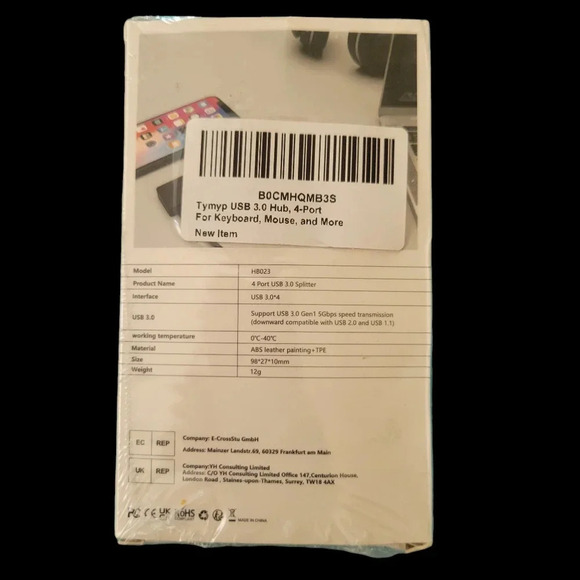 B0CMHQMB3S
Tymyp USB 3.0 Hub, 4-Port
For Keyboard, Mouse, and More
New Item
Model HB023
Product Name 4 Port USB 3.0 Splitter
Interface USB 3.0*4
USB 3.0 Support USB 3.0 Gen1 5Gbps speed transmission
(downward compatible with USB 2.0 and USB 1.1)
working temperature 0℃-40℃
Material ABS leather painting+TPE
Size 98*27*10mm
Weight 12g
EC REP Company: E-CrossStu GmbH
Address: Mainzer Landstr.69, 60329 Frankfurt am Main
UK REP Company:YH Consulting Limited
Address: C/O YH Consulting Limited Office 147,Centurion House,
London Road , Staines-upon-Thames, Surrey, TW18 4AX
FC CE UK CA RoHS MADE IN CHINA